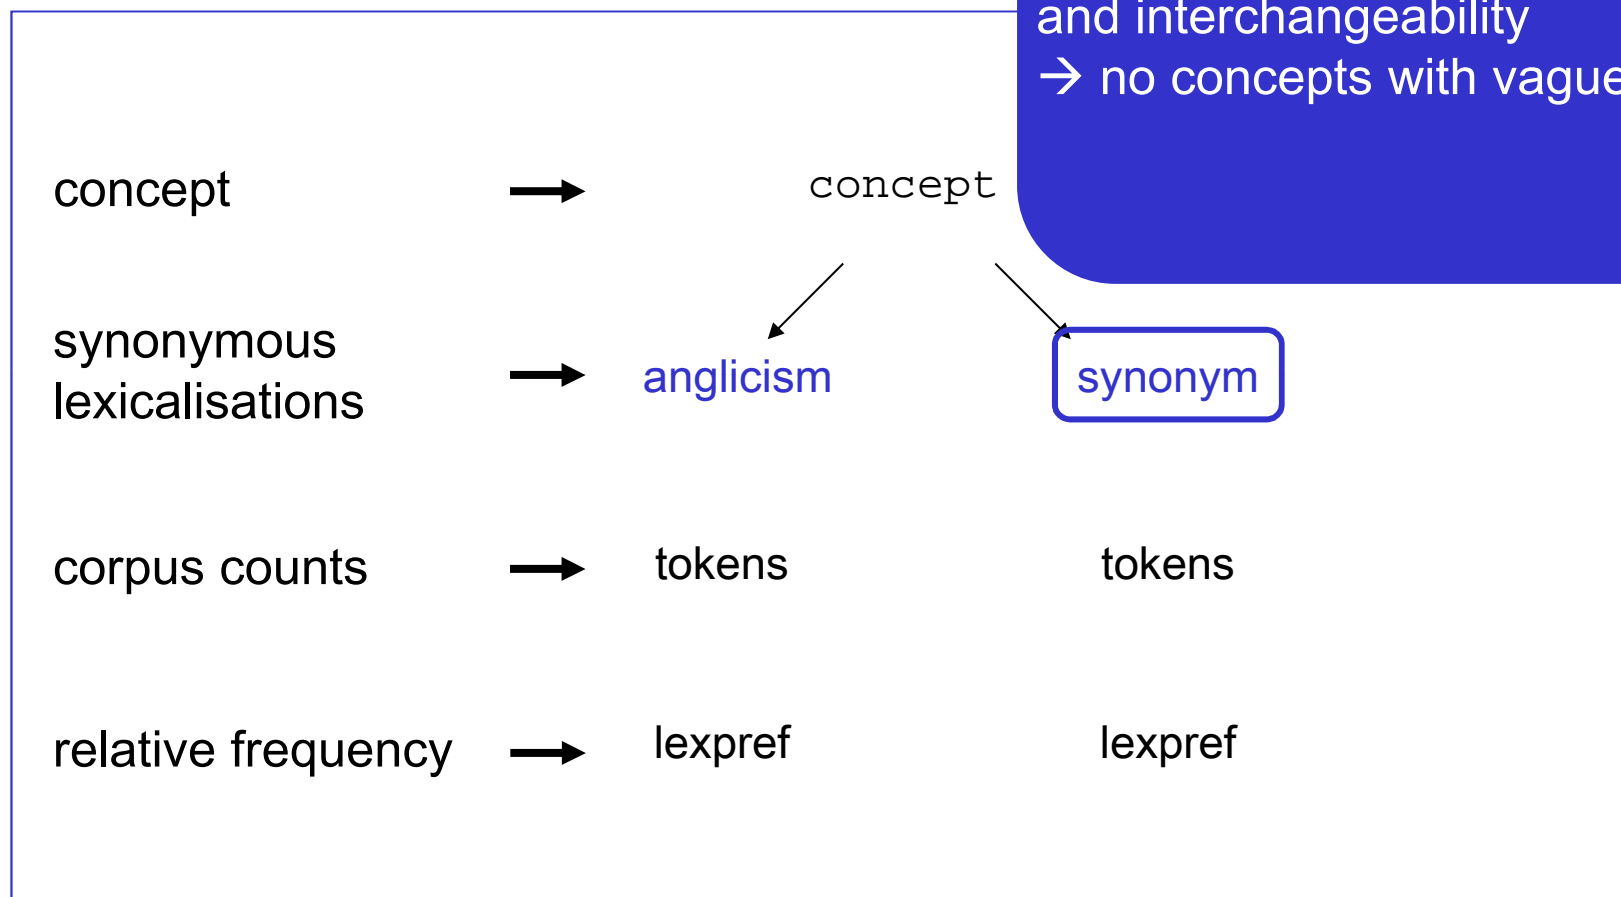 and interchangeability
→ no concepts with vague
concept → concept
synonymous
lexicalisations → anglicism synonym
corpus counts → tokens tokens
relative frequency → lexpref lexpref